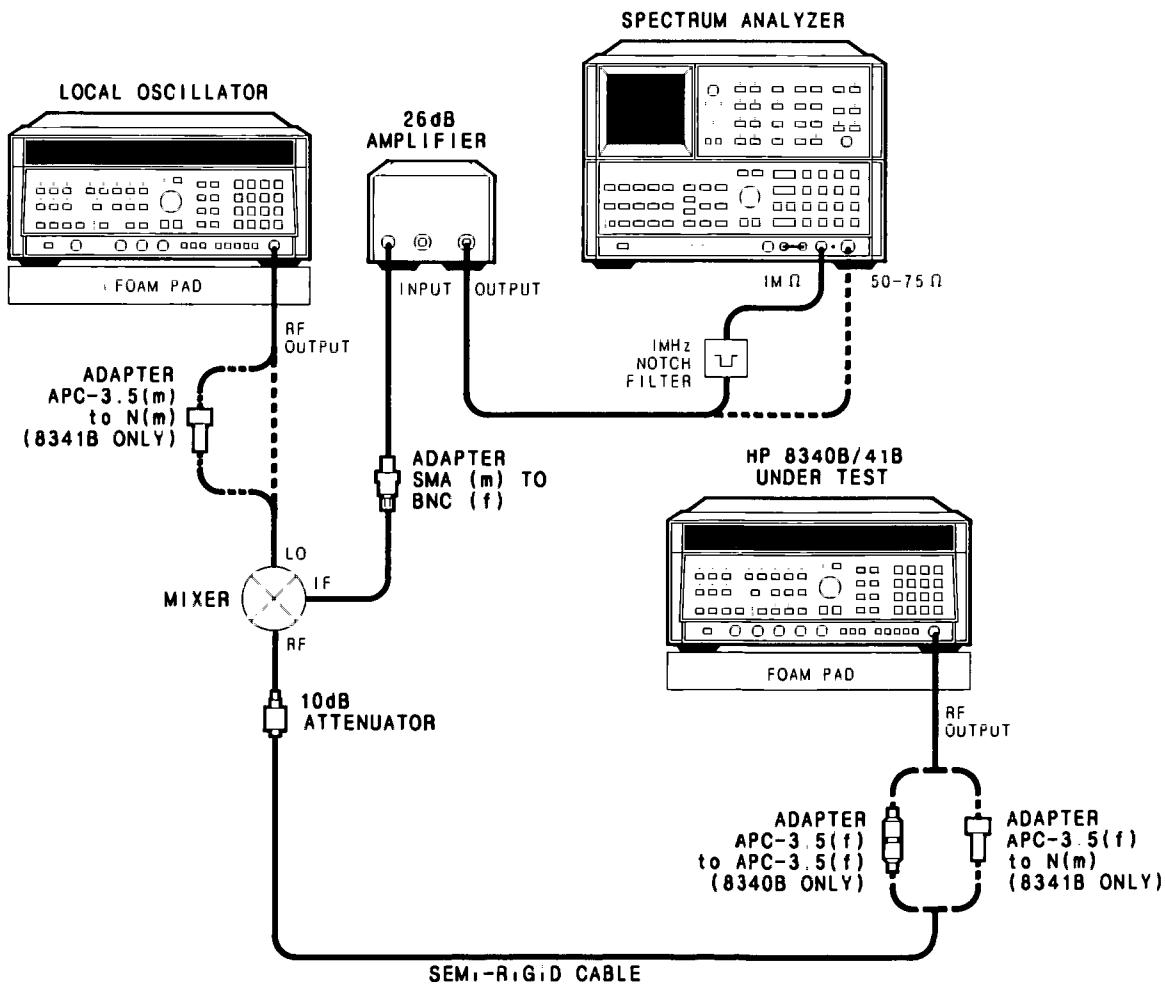 SPECTRUM ANALYZER
LOCAL OSCILLATOR
26dB
AMPLIFIER
FOAM PAD
INPUT
OUTPUT
1MΩ
50-75Ω
RF
OUTPUT
1MHz
NOTCH
FILTER
ADAPTER
APC-3.5(m)
to N(m)
(8341B ONLY)
ADAPTER
SMA (m) TO
BNC (f)
HP 8340B/41B
UNDER TEST
LO
IF
MIXER
RF
FOAM PAD
10dB
ATTENUATOR
RF
OUTPUT
ADAPTER
APC-3.5(f)
to APC-3.5(f)
(8340B ONLY)
ADAPTER
APC-3.5(f)
to N(m)
(8341B ONLY)
SEMI-RIGID CABLE